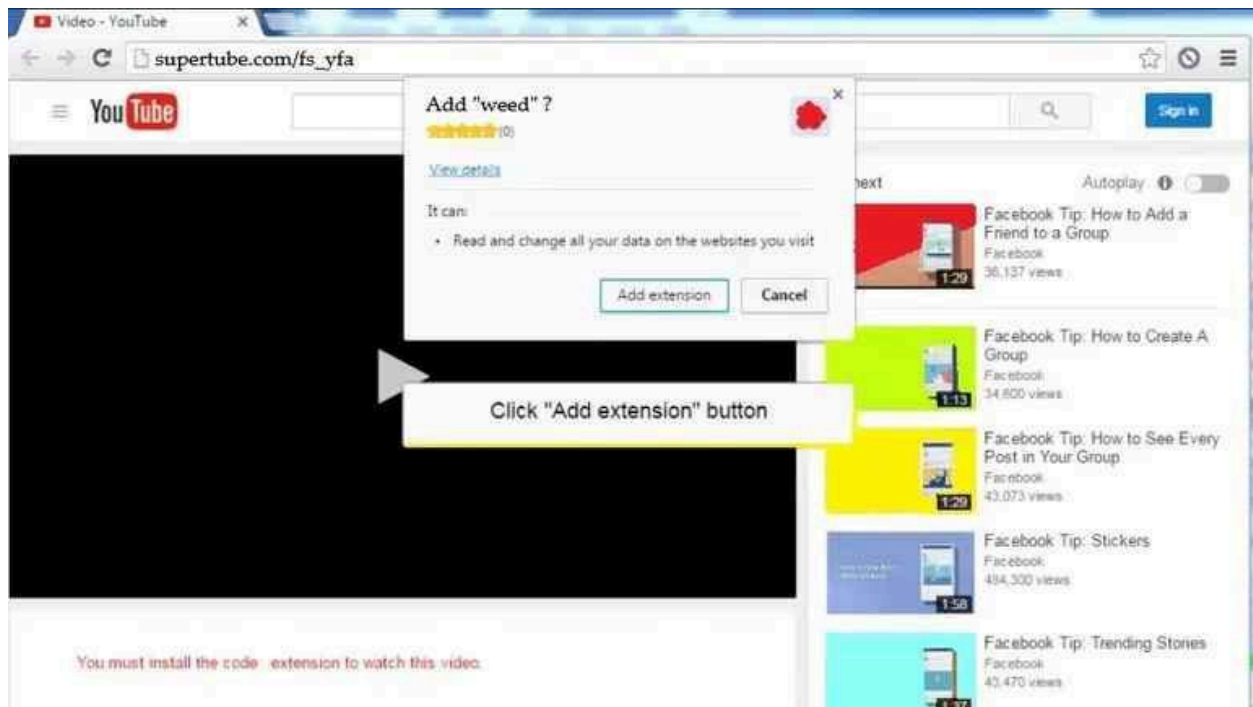 Video - YouTube
supertube.com/fs_yfa
YouTube
Sign in
Add "weed" ?
(0)
View details
It can:
• Read and change all your data on the websites you visit
Add extension
Cancel
Click "Add extension" button
You must install the code extension to watch this video.
next
Autoplay
Facebook Tip: How to Add a
Friend to a Group
Facebook
36,137 views
1:29
Facebook Tip: How to Create A
Group
Facebook
34,600 views
1:13
Facebook Tip: How to See Every
Post in Your Group
Facebook
43,073 views
1:29
Facebook Tip: Stickers
Facebook
484,300 views
1:58
Facebook Tip: Trending Stories
Facebook
43,470 views